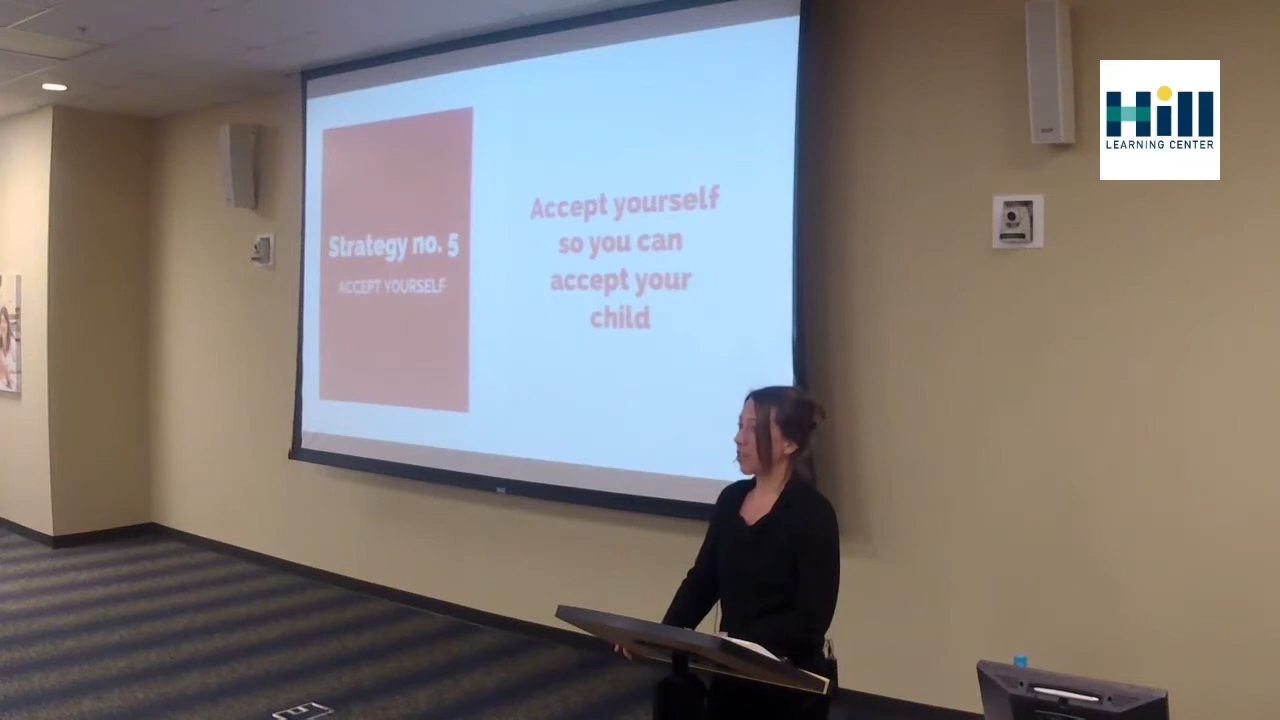 Strategy no. 5
ACCEPT YOURSELF
Accept yourself
so you can
accept your
child
Hill
LEARNING CENTER